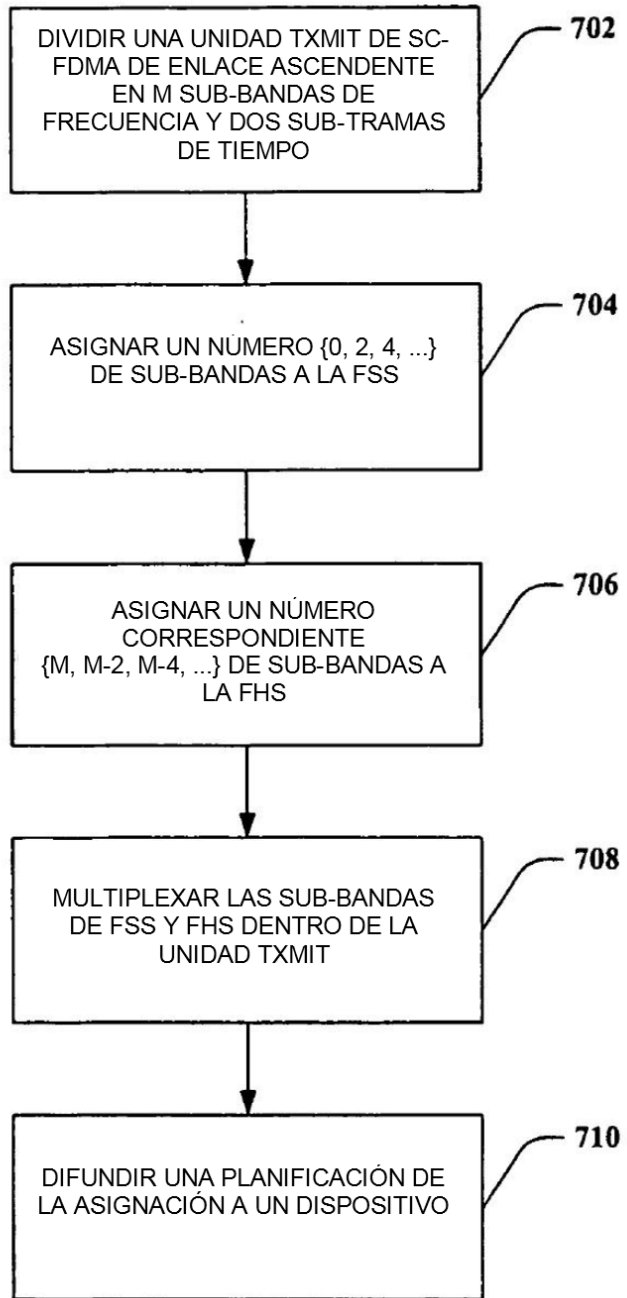 DIVIDIR UNA UNIDAD TXMIT DE SC-
FDMA DE ENLACE ASCENDENTE
EN M SUB-BANDAS DE
FRECUENCIA Y DOS SUB-TRAMAS
DE TIEMPO
702
ASIGNAR UN NÚMERO {0, 2, 4, ...}
DE SUB-BANDAS A LA FSS
704
ASIGNAR UN NÚMERO
CORRESPONDIENTE
{M, M-2, M-4, ...} DE SUB-BANDAS A
LA FHS
706
MULTIPLEXAR LAS SUB-BANDAS
DE FSS Y FHS DENTRO DE LA
UNIDAD TXMIT
708
DIFUNDIR UNA PLANIFICACIÓN DE
LA ASIGNACIÓN A UN DISPOSITIVO
710